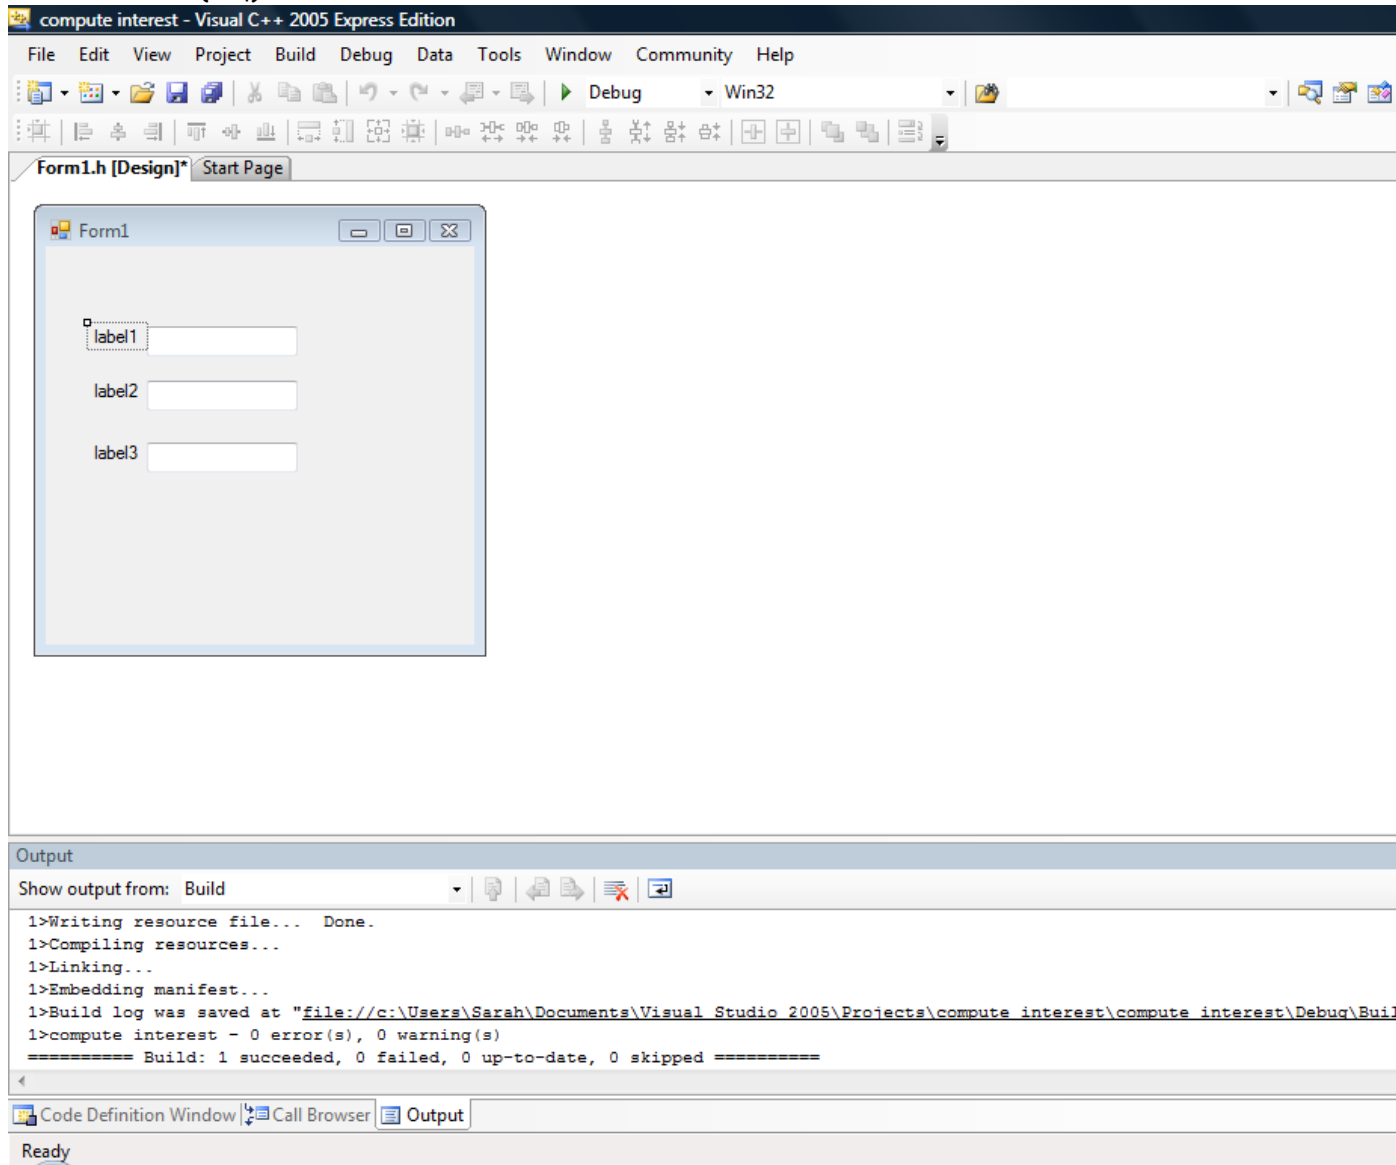 compute interest - Visual C++ 2005 Express Edition
File Edit View Project Build Debug Data Tools Window Community Help
Debug Win32
Form1.h [Design]* Start Page
Form1
label1
label2
label3
Output
Show output from: Build
1>Writing resource file... Done.
1>Compiling resources...
1>Linking...
1>Embedding manifest...
1>Build log was saved at "file://c:\Users\Sarah\Documents\Visual Studio 2005\Projects\compute interest\compute interest\Debug\Buil
1>compute interest - 0 error(s), 0 warning(s)
========== Build: 1 succeeded, 0 failed, 0 up-to-date, 0 skipped ==========
Code Definition Window Call Browser Output
Ready